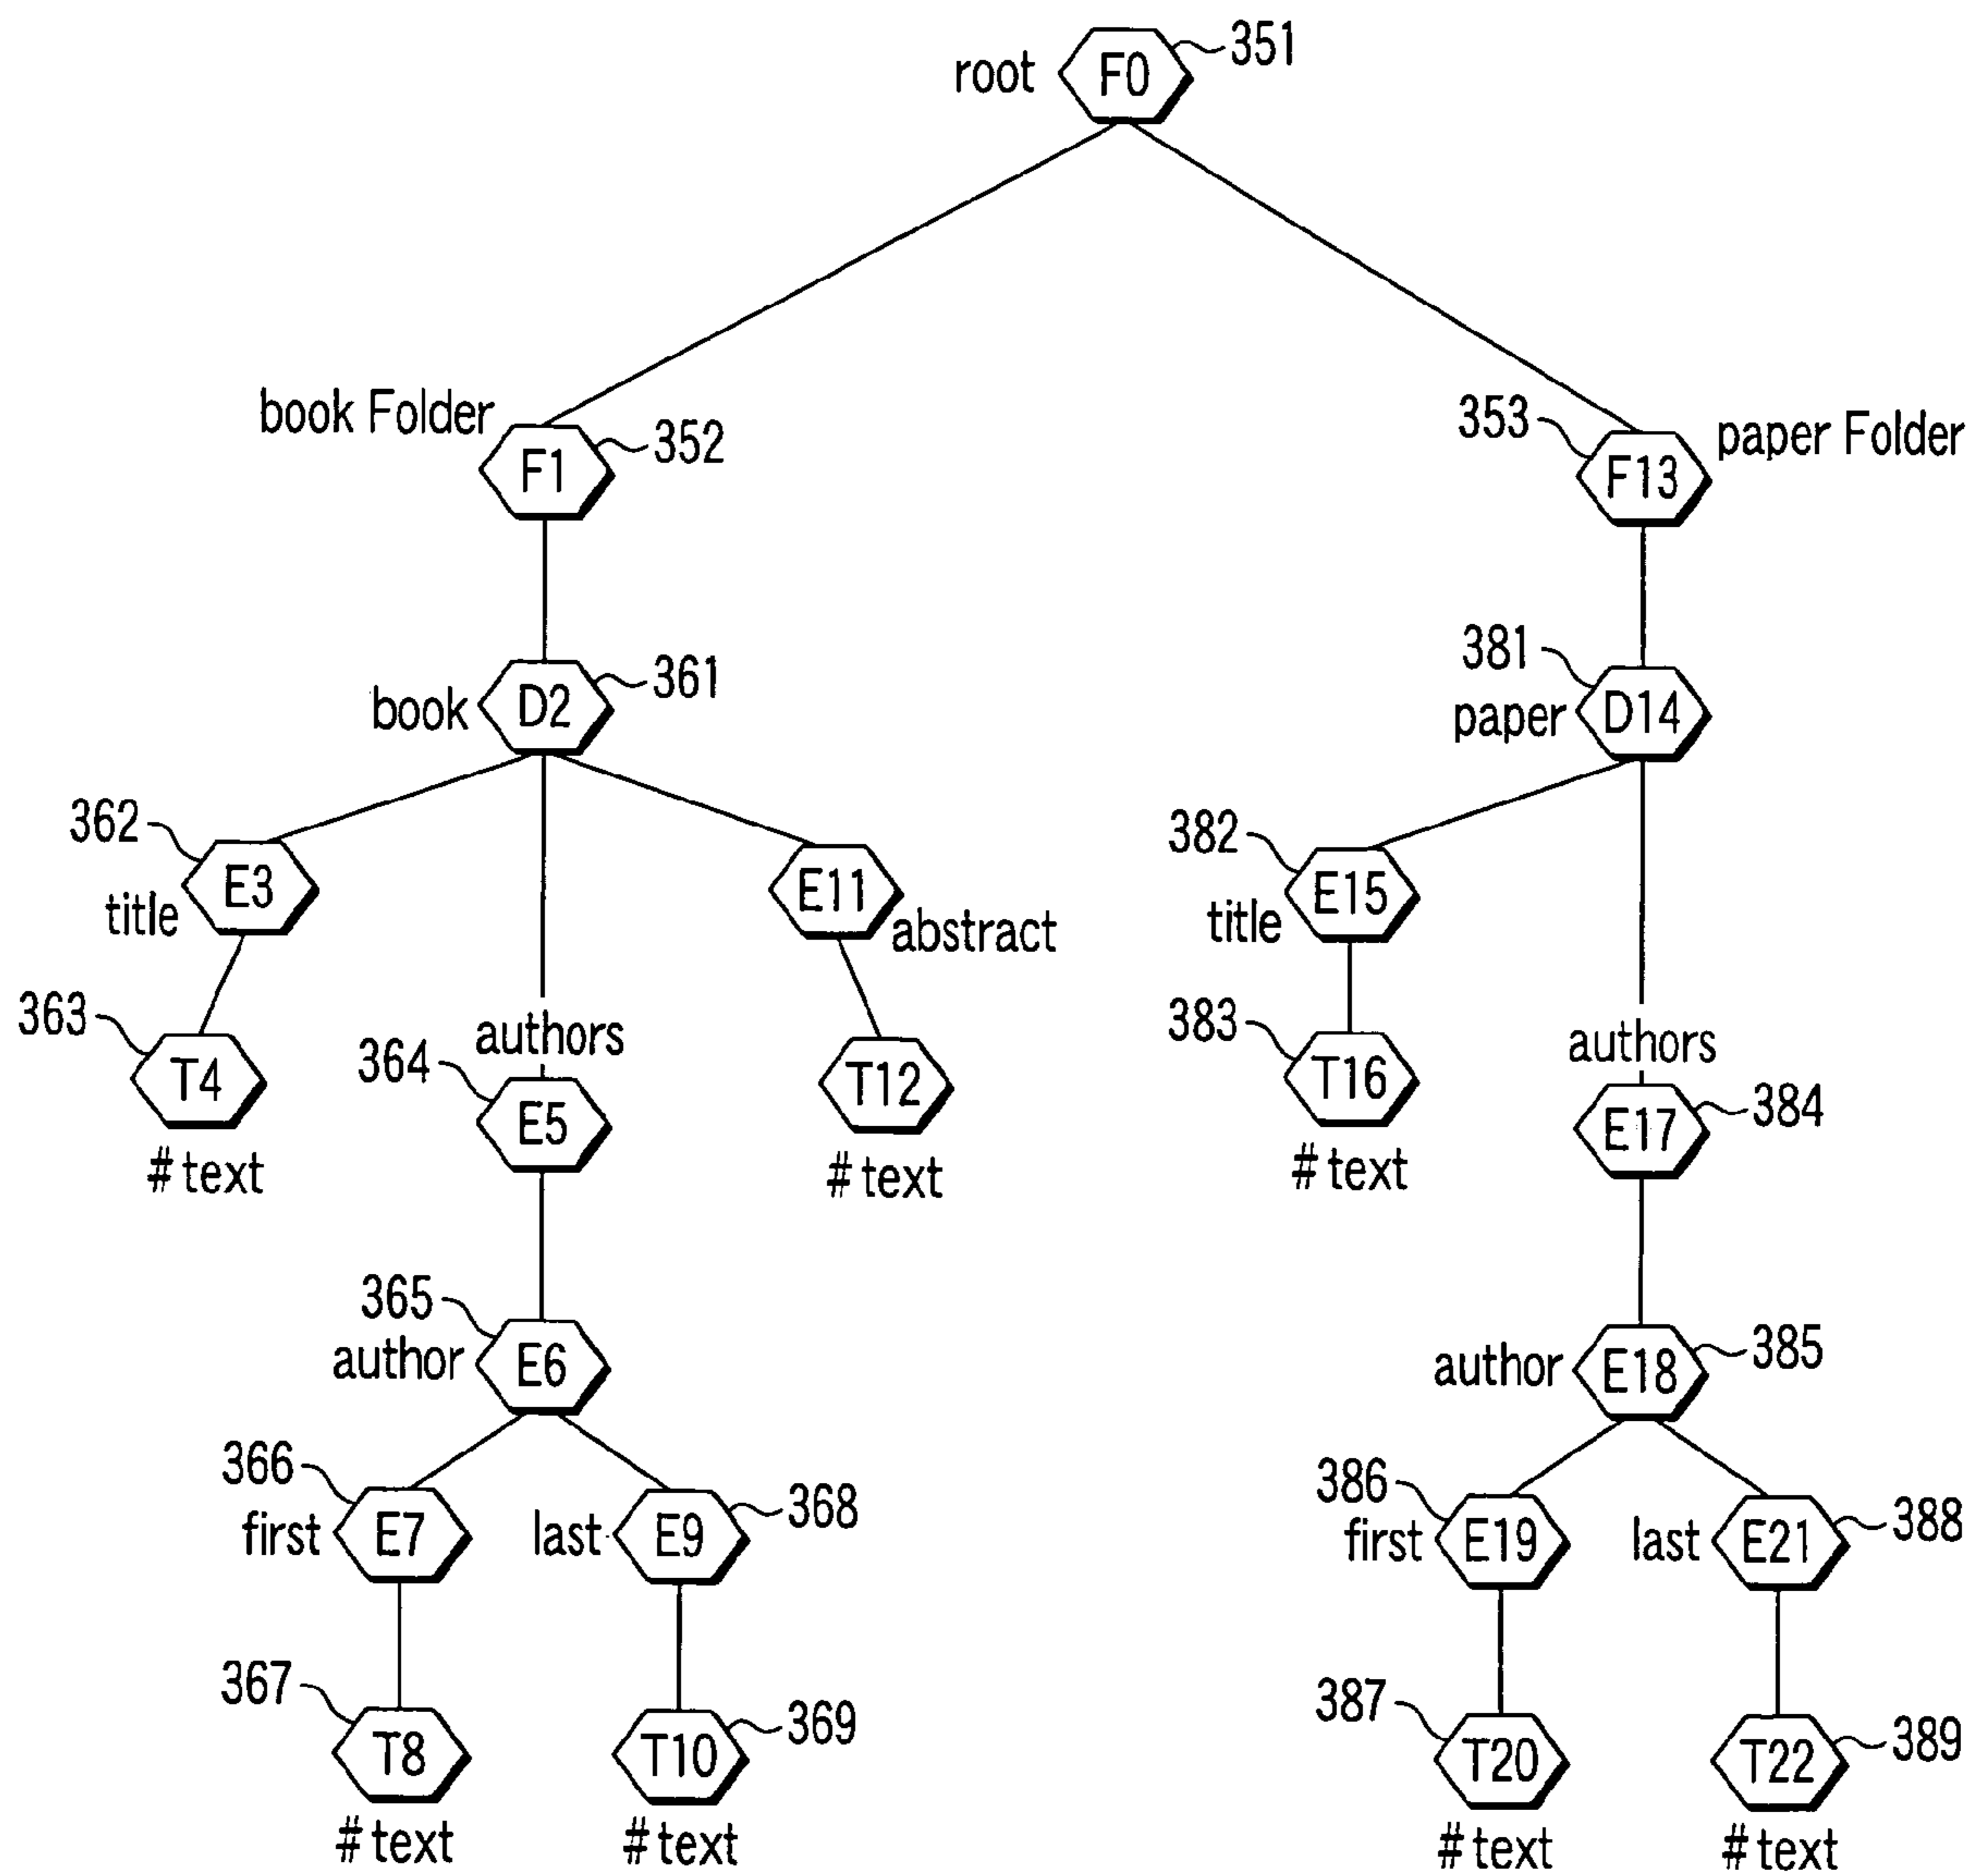 root F0 351
book Folder
F1 352
353 F13 paper Folder
book D2 361
381
paper D14
362
E3
title
E11
abstract
382
E15
title
363
T4
#text
authors
364
E5
T12
#text
383
T16
#text
authors
E17 384
365
author E6
author E18 385
366
first E7
last E9 368
386
first E19
last E21 388
367
T8
#text
T10 369
#text
387
T20
#text
T22 389
#text